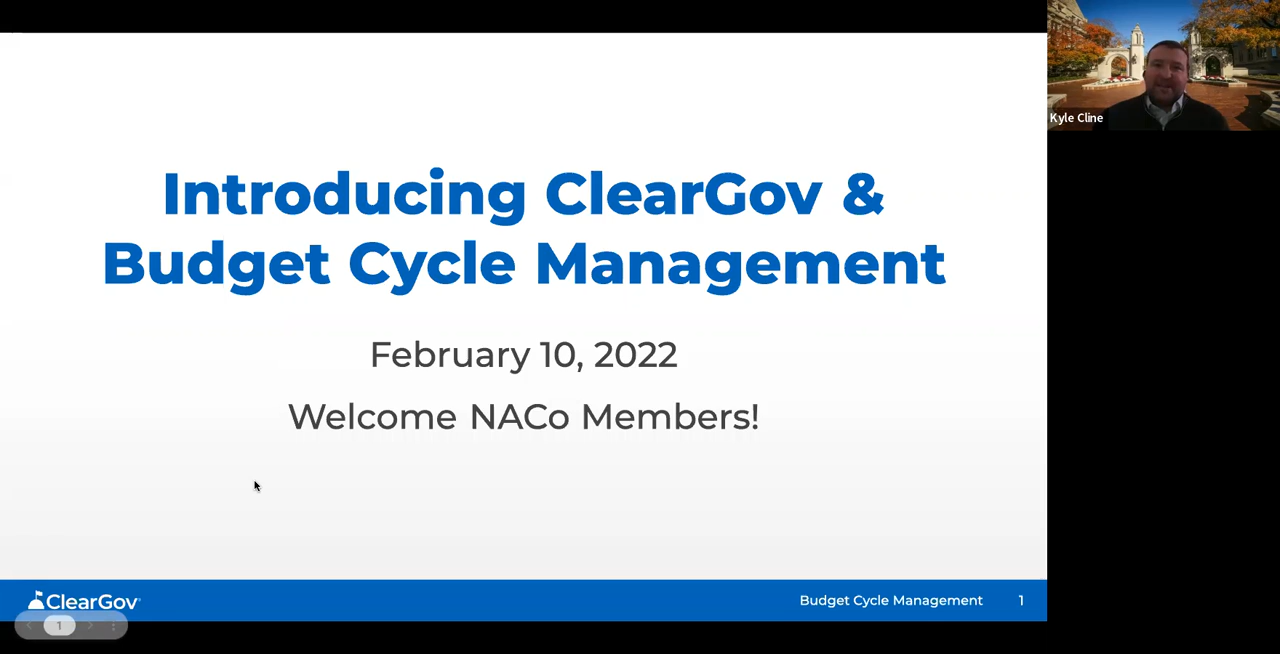 Introducing ClearGov &
Budget Cycle Management
February 10, 2022
Welcome NACo Members!
Kyle Cline
ClearGov
Budget Cycle Management
1
1